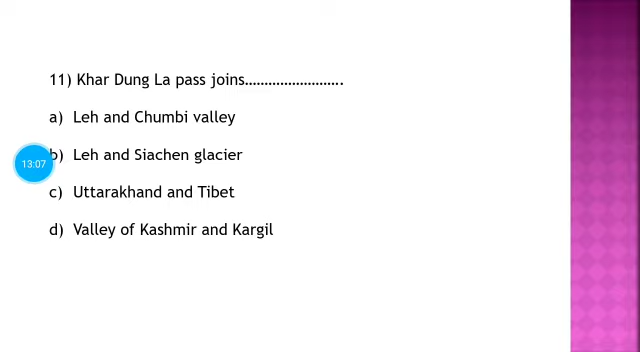 11) Khar Dung La pass joins…………………….
a) Leh and Chumbi valley
b) Leh and Siachen glacier
13:07
c) Uttarakhand and Tibet
d) Valley of Kashmir and Kargil